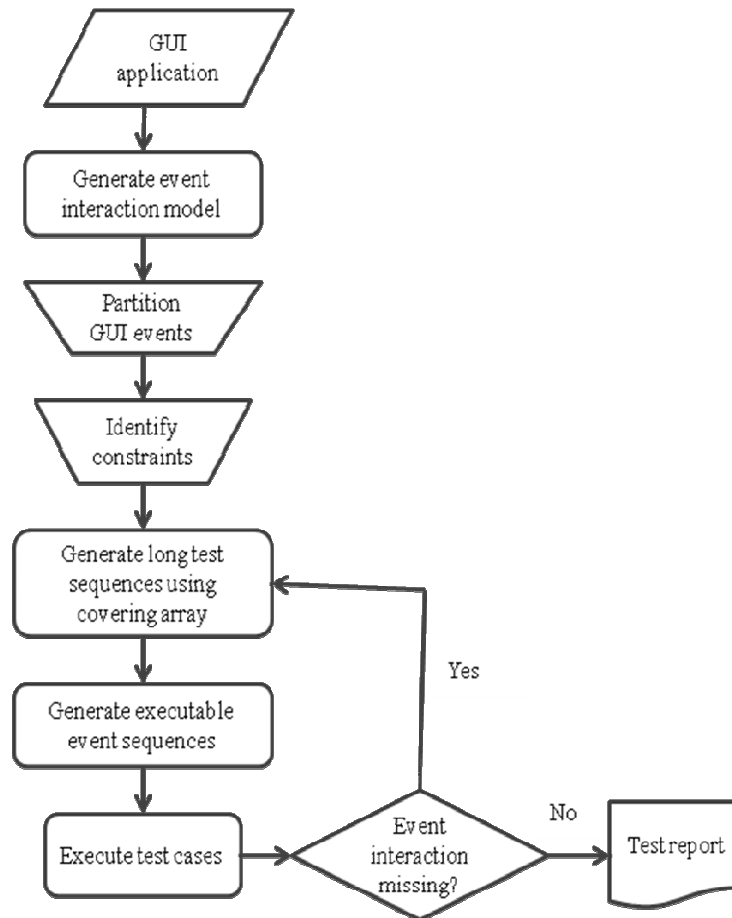 GUI
application
Generate event
interaction model
Partition
GUI events
Identify
constraints
Generate long test
sequences using
covering array
Generate executable
event sequences
Execute test cases
Event
interaction
missing?
Yes
No
Test report